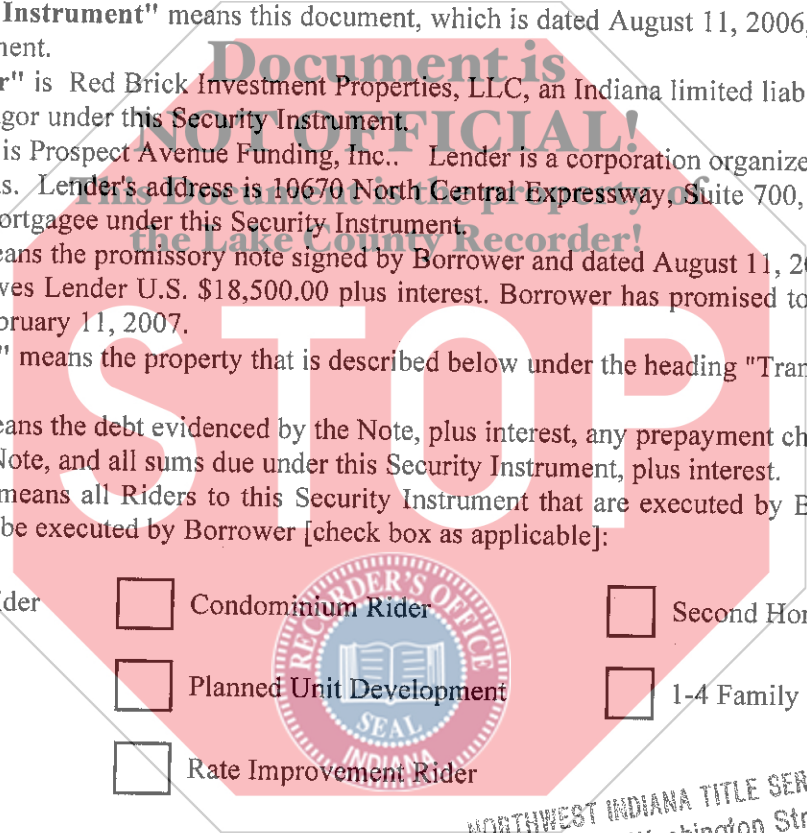 Instrument" means this document, which is dated August 11, 2006,
ment.
r" is Red Brick Investment Properties, LLC, an Indiana limited liab
gor under this Security Instrument.
is Prospect Avenue Funding, Inc.. Lender is a corporation organize
s. Lender's address is 10670 North Central Expressway, Suite 700,
ortgagee under this Security Instrument.
eans the promissory note signed by Borrower and dated August 11, 20
ves Lender U.S. $18,500.00 plus interest. Borrower has promised to
bruary 11, 2007.
" means the property that is described below under the heading "Tran
eans the debt evidenced by the Note, plus interest, any prepayment ch
Note, and all sums due under this Security Instrument, plus interest.
means all Riders to this Security Instrument that are executed by B
be executed by Borrower [check box as applicable]:
der Condominium Rider Second Hor
Planned Unit Development 1-4 Family
Rate Improvement Rider
Document is
NOT OFFICIAL!
This Document is the property of
the Lake County Recorder!
STOP
RECORDER'S OFFICE
SEAL
INDIANA
NORTHWEST INDIANA TITLE SER
Washington Str